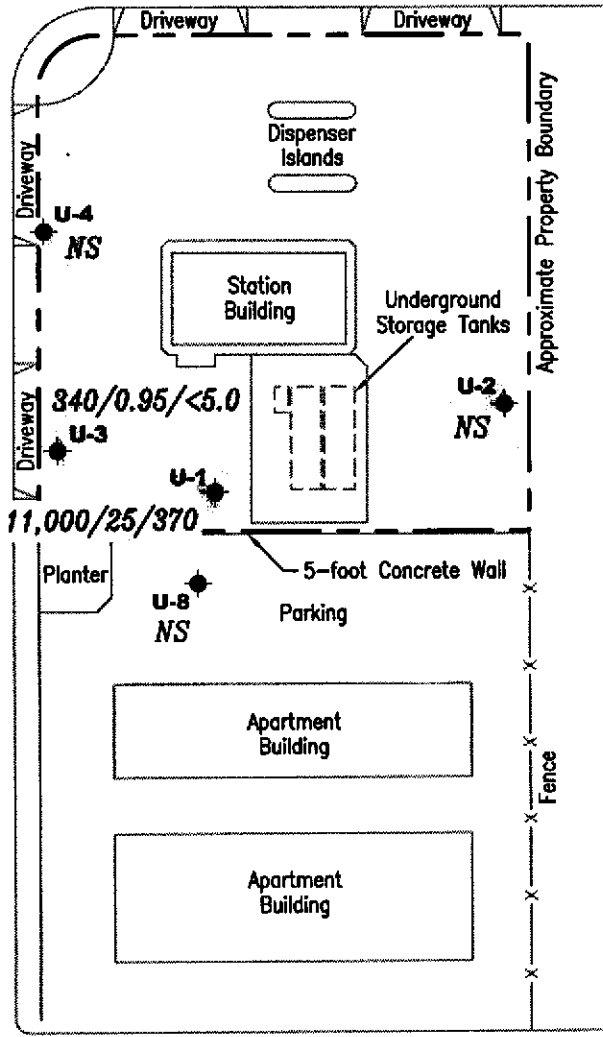 Driveway
Driveway
Dispenser
Islands
Approximate Property Boundary
Driveway
U-4
NS
Station
Building
Underground
Storage Tanks
U-2
NS
340/0.95/<5.0
Driveway
U-3
U-1
11,000/25/370
Planter
5-foot Concrete Wall
U-8
NS
Parking
Apartment
Building
Fence
Apartment
Building